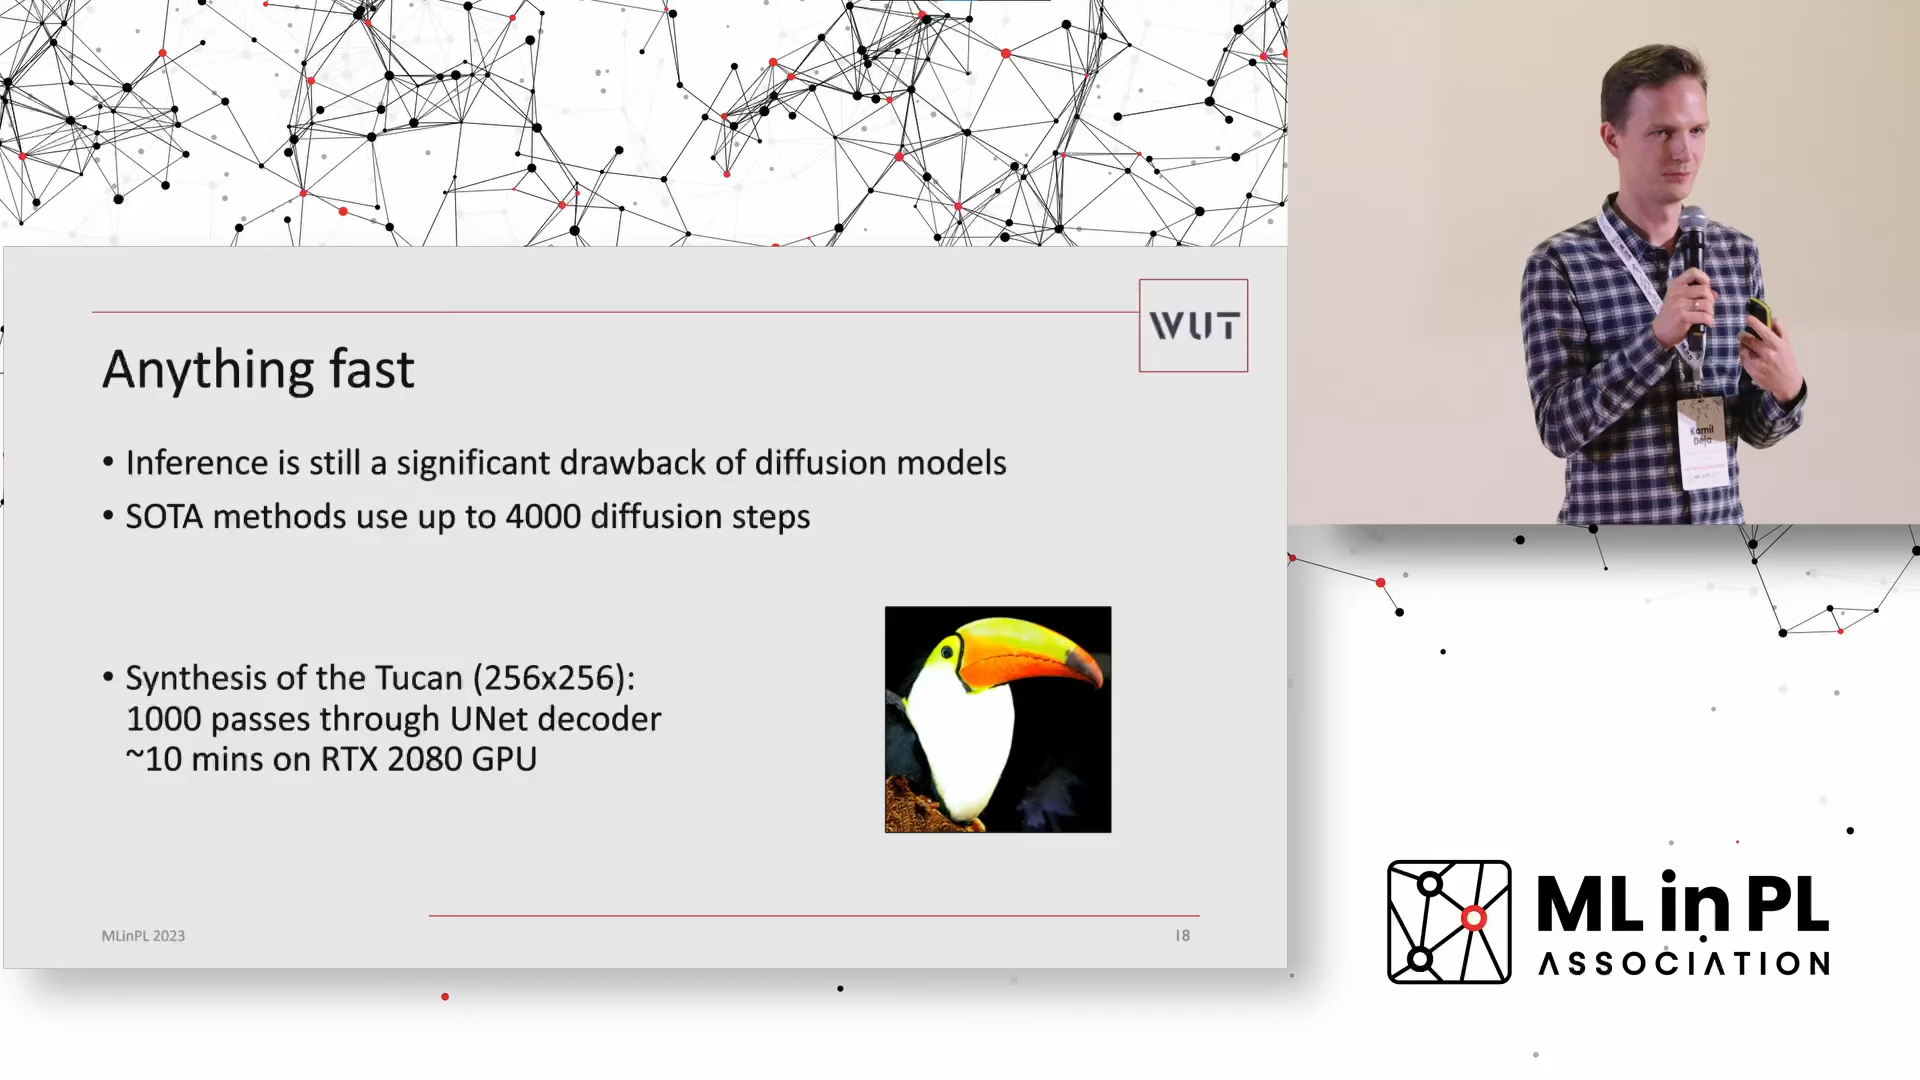 WUT
Anything fast
• Inference is still a significant drawback of diffusion models
• SOTA methods use up to 4000 diffusion steps
• Synthesis of the Tucan (256x256):
1000 passes through UNet decoder
~10 mins on RTX 2080 GPU
MLinPL 2023
18
Kamil
Deja
ML in PL
ASSOCIATION